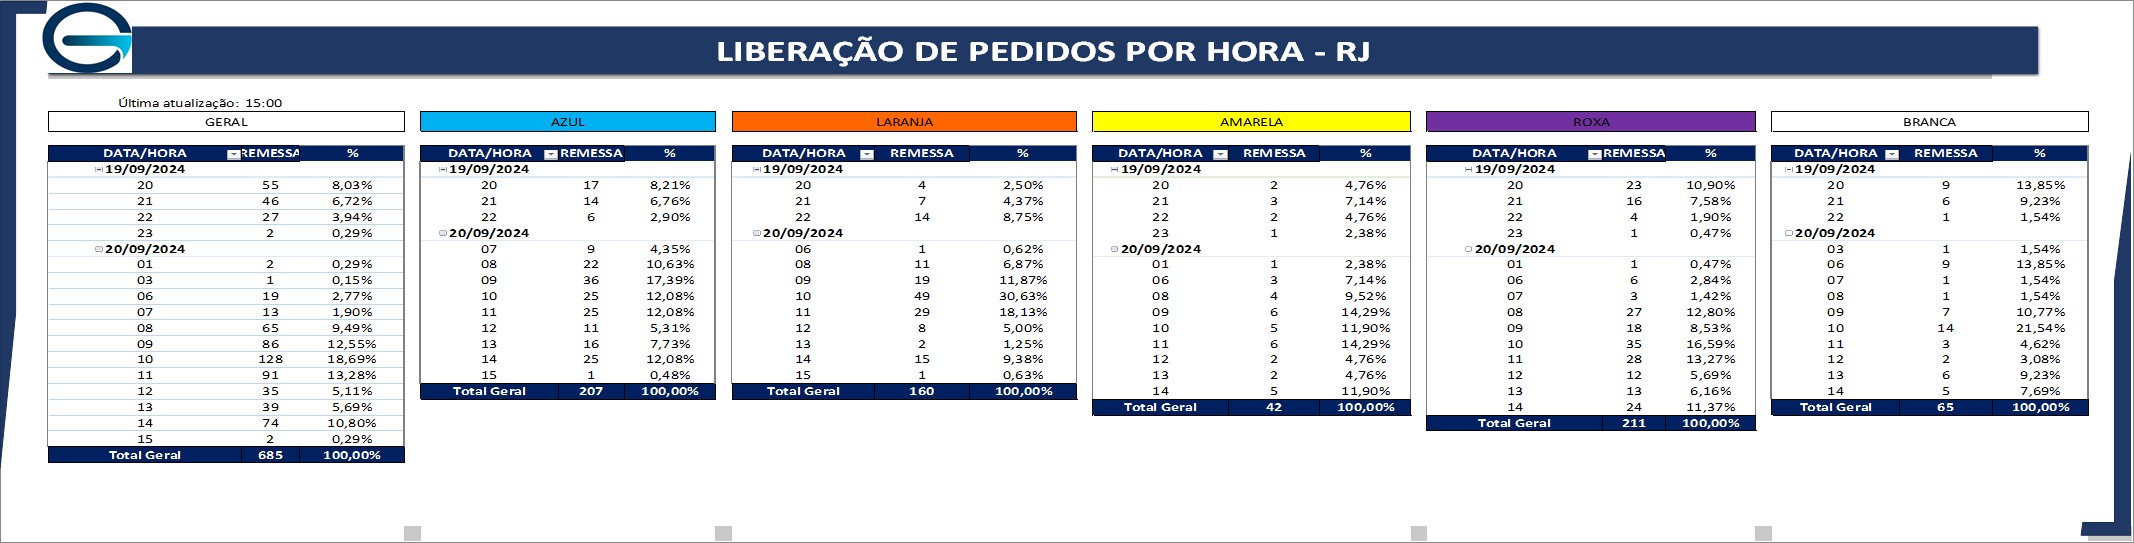 LIBERAÇÃO DE PEDIDOS POR HORA - RJ
Última atualização: 15:00
GERAL
DATA/HORA REMESSA %
19/09/2024
20 55 8,03%
21 46 6,72%
22 27 3,94%
23 2 0,29%
20/09/2024
01 2 0,29%
03 1 0,15%
06 19 2,77%
07 13 1,90%
08 65 9,49%
09 86 12,55%
10 128 18,69%
11 91 13,28%
12 35 5,11%
13 39 5,69%
14 74 10,80%
15 2 0,29%
Total Geral 685 100,00%
AZUL
DATA/HORA REMESSA %
19/09/2024
20 17 8,21%
21 14 6,76%
22 6 2,90%
20/09/2024
07 9 4,35%
08 22 10,63%
09 36 17,39%
10 25 12,08%
11 25 12,08%
12 11 5,31%
13 16 7,73%
14 25 12,08%
15 1 0,48%
Total Geral 207 100,00%
LARANJA
DATA/HORA REMESSA %
19/09/2024
20 4 2,50%
21 7 4,37%
22 14 8,75%
20/09/2024
06 1 0,62%
08 11 6,87%
09 19 11,87%
10 49 30,63%
11 29 18,13%
12 8 5,00%
13 2 1,25%
14 15 9,38%
15 1 0,63%
Total Geral 160 100,00%
AMARELA
DATA/HORA REMESSA %
19/09/2024
20 2 4,76%
21 3 7,14%
22 2 4,76%
23 1 2,38%
20/09/2024
01 1 2,38%
06 3 7,14%
08 4 9,52%
09 6 14,29%
10 5 11,90%
11 6 14,29%
12 2 4,76%
13 2 4,76%
14 5 11,90%
Total Geral 42 100,00%
ROXA
DATA/HORA REMESSA %
19/09/2024
20 23 10,90%
21 16 7,58%
22 4 1,90%
23 1 0,47%
20/09/2024
01 1 0,47%
06 6 2,84%
07 3 1,42%
08 27 12,80%
09 18 8,53%
10 35 16,59%
11 28 13,27%
12 12 5,69%
13 13 6,16%
14 24 11,37%
Total Geral 211 100,00%
BRANCA
DATA/HORA REMESSA %
19/09/2024
20 9 13,85%
21 6 9,23%
22 1 1,54%
20/09/2024
03 1 1,54%
06 9 13,85%
07 1 1,54%
08 1 1,54%
09 7 10,77%
10 14 21,54%
11 3 4,62%
12 2 3,08%
13 6 9,23%
14 5 7,69%
Total Geral 65 100,00%